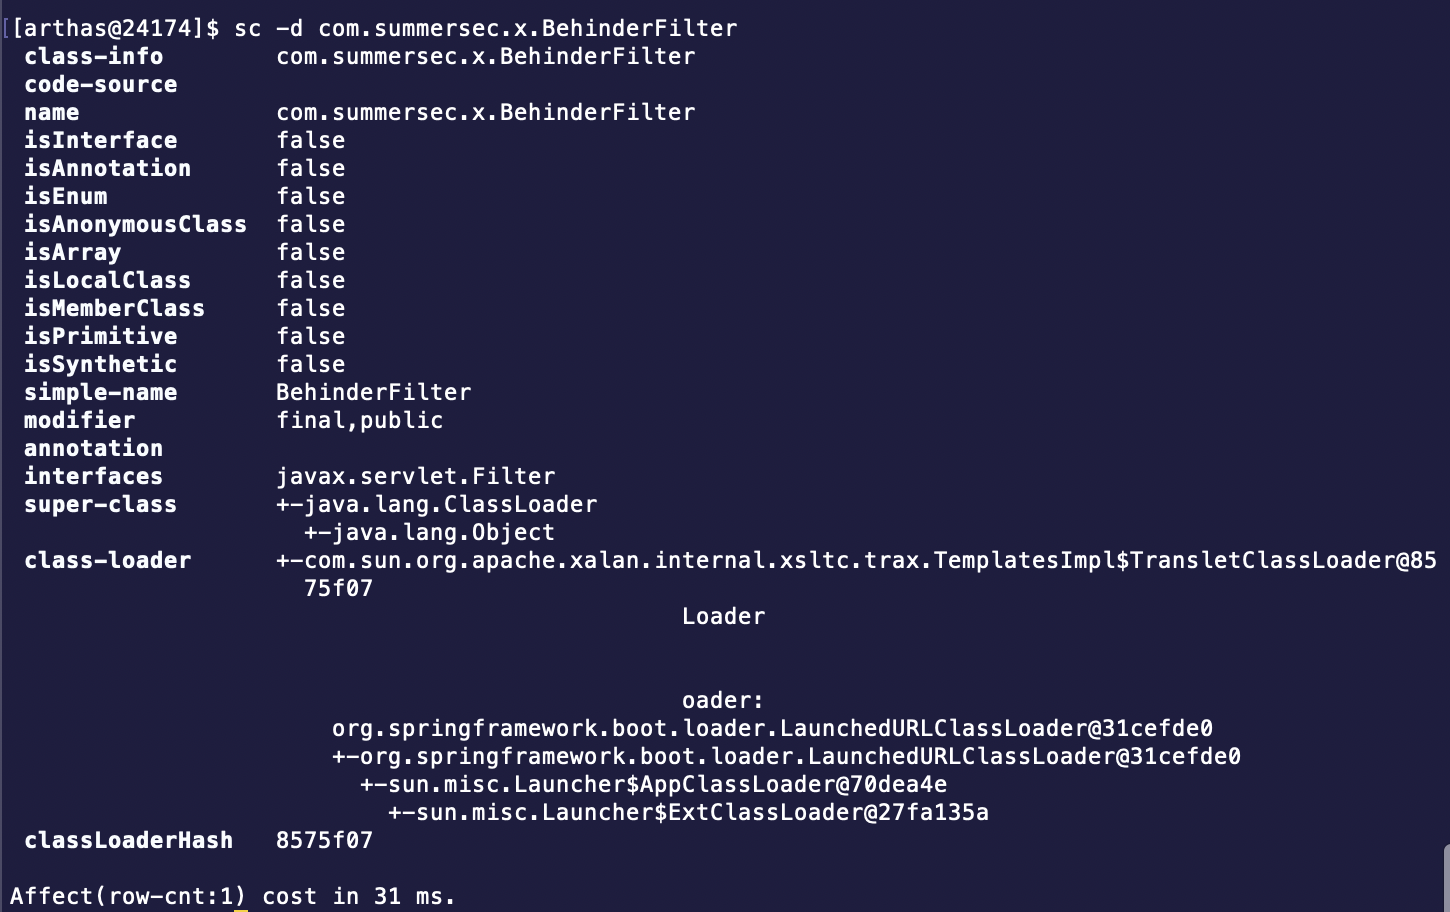 [[arthas@24174]$ sc -d com.summersec.x.BehinderFilter
class-info com.summersec.x.BehinderFilter
code-source
name com.summersec.x.BehinderFilter
isInterface false
isAnnotation false
isEnum false
isAnonymousClass false
isArray false
isLocalClass false
isMemberClass false
isPrimitive false
isSynthetic false
simple-name BehinderFilter
modifier final,public
annotation
interfaces javax.servlet.Filter
super-class +-java.lang.ClassLoader
+-java.lang.Object
class-loader +-com.sun.org.apache.xalan.internal.xsltc.trax.TemplatesImpl$TransletClassLoader@85
75f07
Loader
oader:
org.springframework.boot.loader.LaunchedURLClassLoader@31cefde0
+-org.springframework.boot.loader.LaunchedURLClassLoader@31cefde0
+-sun.misc.Launcher$AppClassLoader@70dea4e
+-sun.misc.Launcher$ExtClassLoader@27fa135a
classLoaderHash 8575f07
Affect(row-cnt:1) cost in 31 ms.